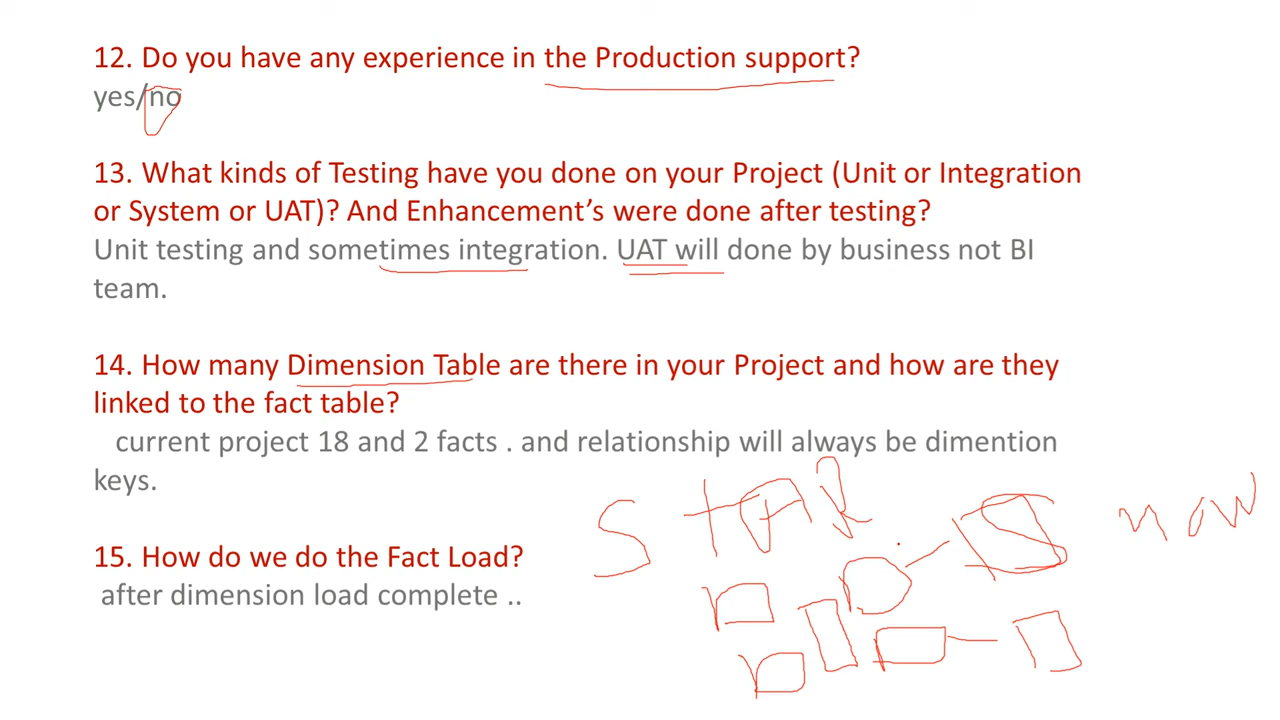 12. Do you have any experience in the Production support?
yes/no
13. What kinds of Testing have you done on your Project (Unit or Integration
or System or UAT)? And Enhancement's were done after testing?
Unit testing and sometimes integration. UAT will done by business not BI
team.
14. How many Dimension Table are there in your Project and how are they
linked to the fact table?
current project 18 and 2 facts . and relationship will always be dimention
keys.
15. How do we do the Fact Load?
after dimension load complete ..
STAR
S now